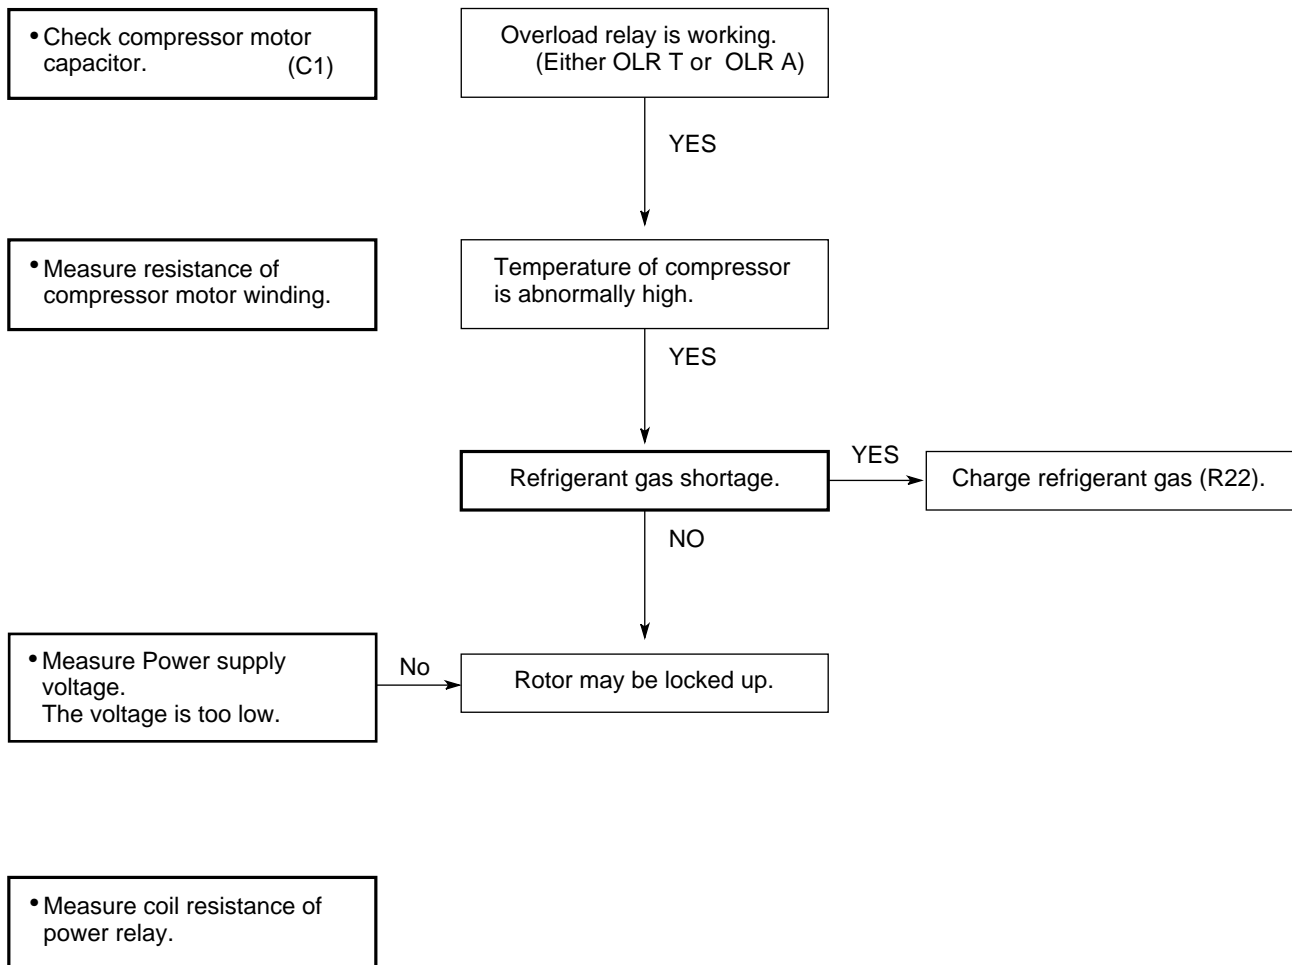 • Check compressor motor
capacitor. (C1)
Overload relay is working.
(Either OLR T or OLR A)
YES
• Measure resistance of
compressor motor winding.
Temperature of compressor
is abnormally high.
YES
Refrigerant gas shortage.
YES
Charge refrigerant gas (R22).
NO
• Measure Power supply
voltage.
The voltage is too low.
No
Rotor may be locked up.
• Measure coil resistance of
power relay.